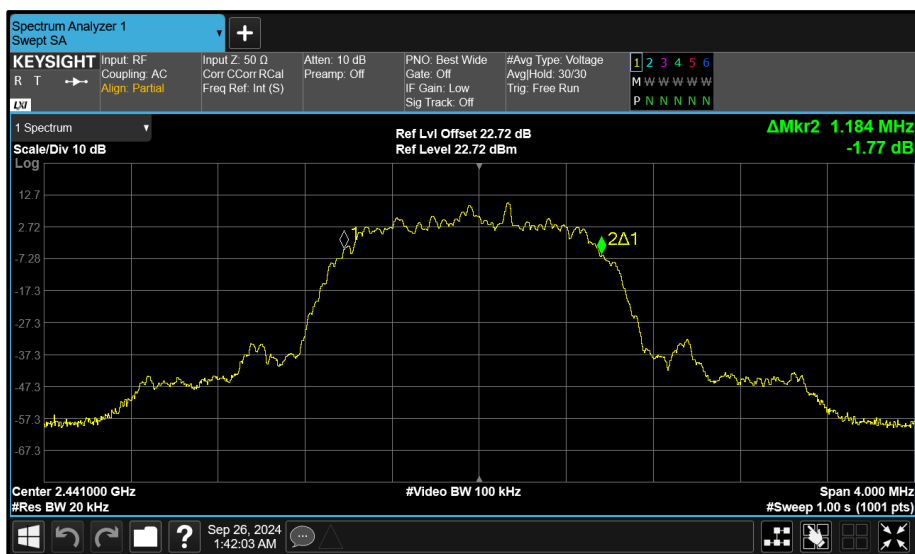 Spectrum Analyzer 1
Swept SA
KEYSIGHT
R T
LXI
Input: RF
Coupling: AC
Align: Partial
Input Z: 50 Ω
Corr CCorr RCal
Freq Ref: Int (S)
Atten: 10 dB
Preamp: Off
PNO: Best Wide
Gate: Off
IF Gain: Low
Sig Track: Off
#Avg Type: Voltage
Avg|Hold: 30/30
Trig: Free Run
1 2 3 4 5 6
M W W W W W
P N N N N N
1 Spectrum
Scale/Div 10 dB
Log
Ref Lvl Offset 22.72 dB
Ref Level 22.72 dBm
ΔMkr2 1.184 MHz
-1.77 dB
12.7
2.72
-7.28
-17.3
-27.3
-37.3
-47.3
-57.3
-67.3
1
2Δ1
Center 2.441000 GHz
#Res BW 20 kHz
#Video BW 100 kHz
Span 4.000 MHz
#Sweep 1.00 s (1001 pts)
Sep 26, 2024
1:42:03 AM